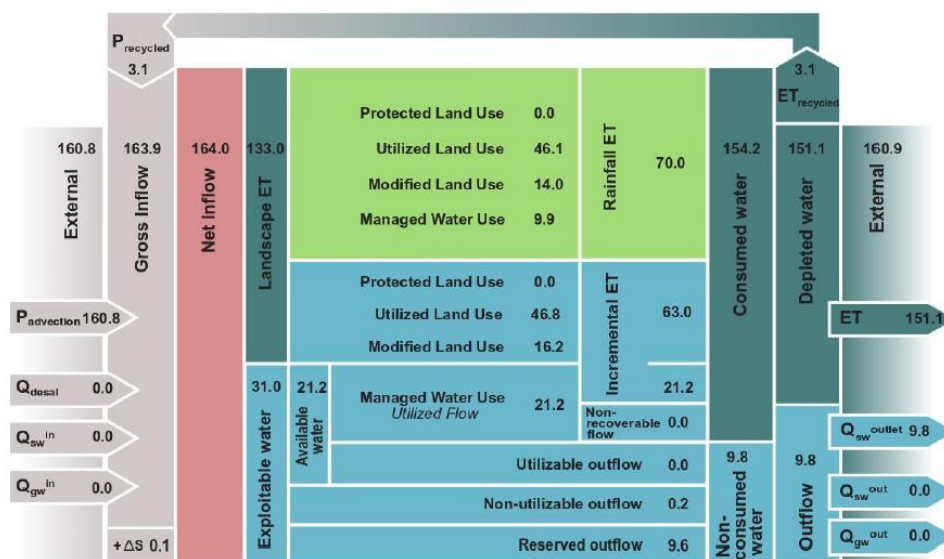 P recycled
3.1
3.1
ET recycled
External
160.8
P advection 160.8
Q desal 0.0
Q sw in 0.0
Q gw in 0.0
Gross Inflow
163.9
+ΔS 0.1
Net Inflow
164.0
Landscape ET
133.0
Exploitable water
31.0
Protected Land Use 0.0
Utilized Land Use 46.1
Modified Land Use 14.0
Managed Water Use 9.9
Rainfall ET
70.0
Protected Land Use 0.0
Utilized Land Use 46.8
Modified Land Use 16.2
Incremental ET
63.0
21.2
Available
water
21.2
Managed Water Use 21.2
Utilized Flow
Non-
recoverable 0.0
flow
Utilizable outflow 0.0
Non-utilizable outflow 0.2
Reserved outflow 9.6
Consumed water
154.2
Non-
consumed
water
9.8
Depleted water
151.1
Outflow
9.8
External
160.9
ET 151.1
Q sw outlet 9.8
Q sw out 0.0
Q gw out 0.0